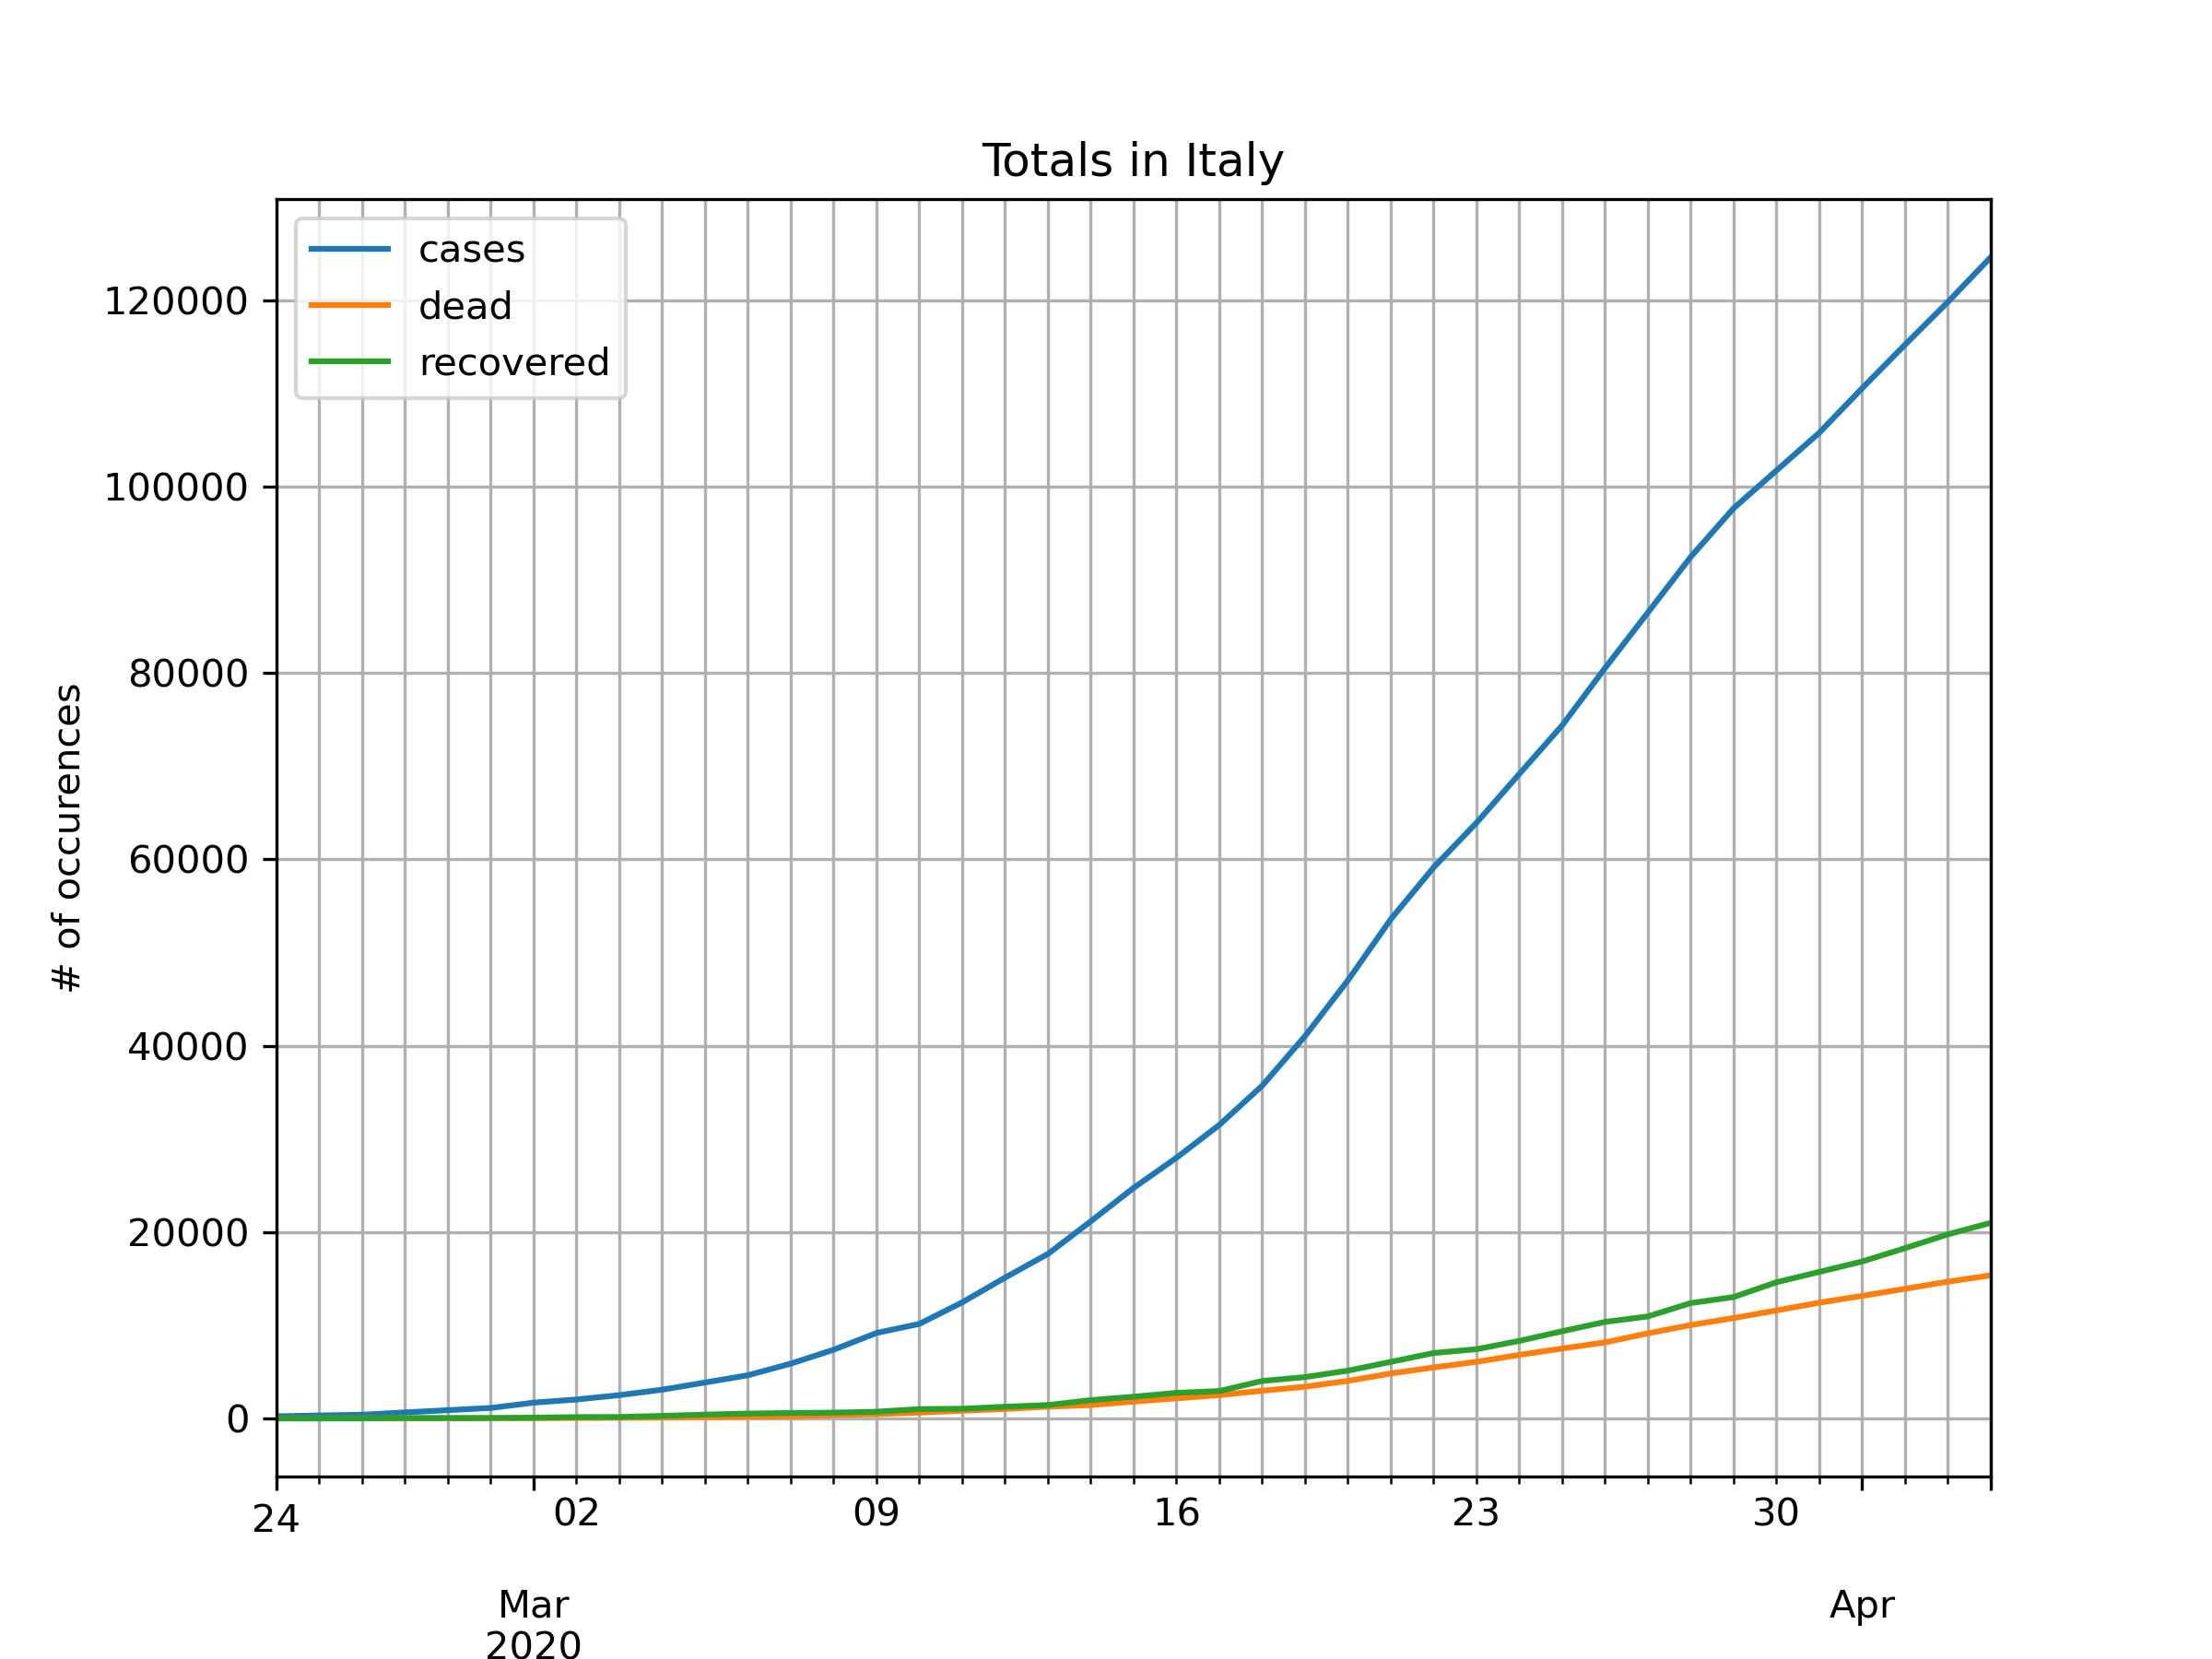 Totals in Italy
cases
dead
recovered
# of occurences
120000
100000
80000
60000
40000
20000
0
24 02 09 16 23 30
Mar Apr
2020